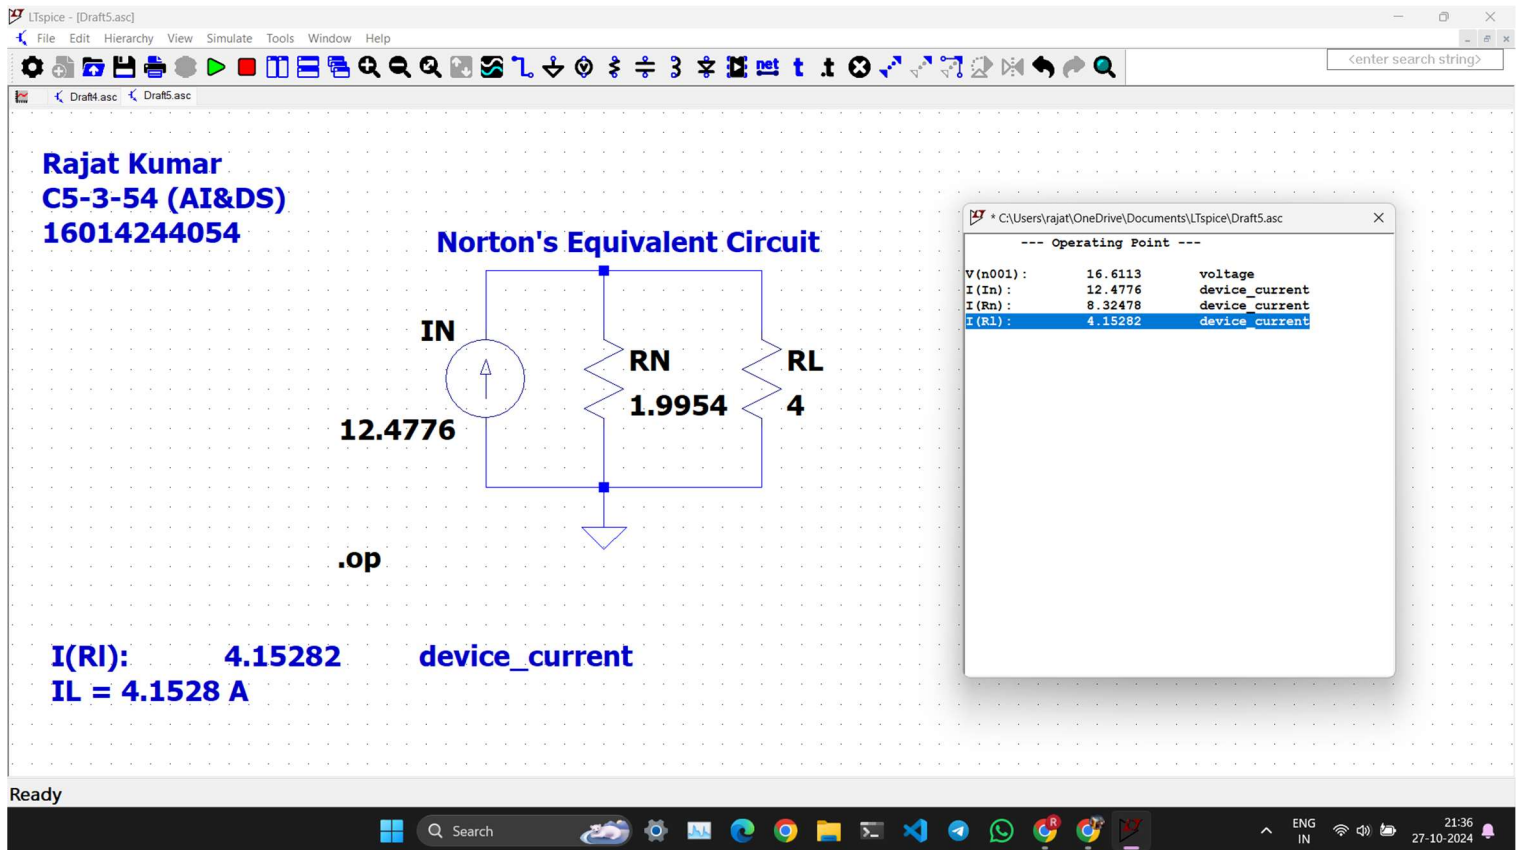 LTspice - [Draft5.asc]
File Edit Hierarchy View Simulate Tools Window Help
net t .t
<enter search string>
Draft4.asc Draft5.asc
Rajat Kumar
C5-3-54 (AI&DS)
16014244054
Norton's Equivalent Circuit
IN
12.4776
RN
1.9954
RL
4
.op
I(Rl): 4.15282 device_current
IL = 4.1528 A
* C:\Users\rajat\OneDrive\Documents\LTspice\Draft5.asc
--- Operating Point ---
V(n001): 16.6113 voltage
I(In): 12.4776 device_current
I(Rn): 8.32478 device_current
I(Rl): 4.15282 device_current
Ready
Search
ENG
IN
21:36
27-10-2024